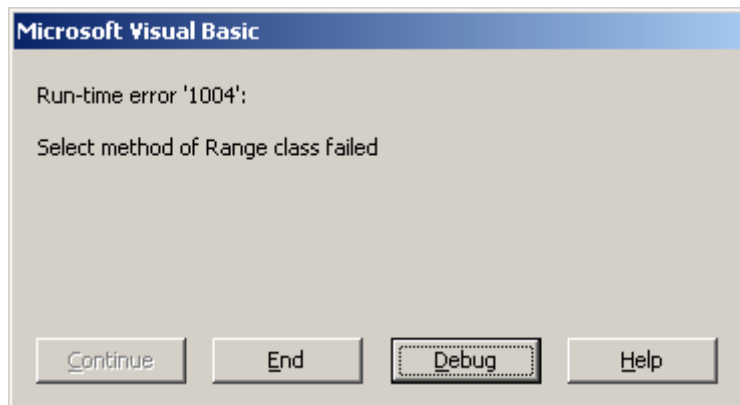 Microsoft Visual Basic
Run-time error '1004':
Select method of Range class failed
Continue End Debug Help